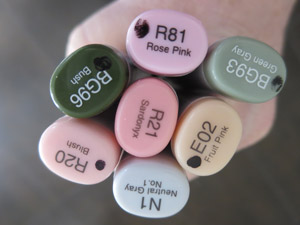 R81
Rose Pink
BG96
Bush
BG93
Green Gray
R21
Sardonyx
R20
Blush
E02
Fruit Pink
N1
Neutral
Gray
No.1